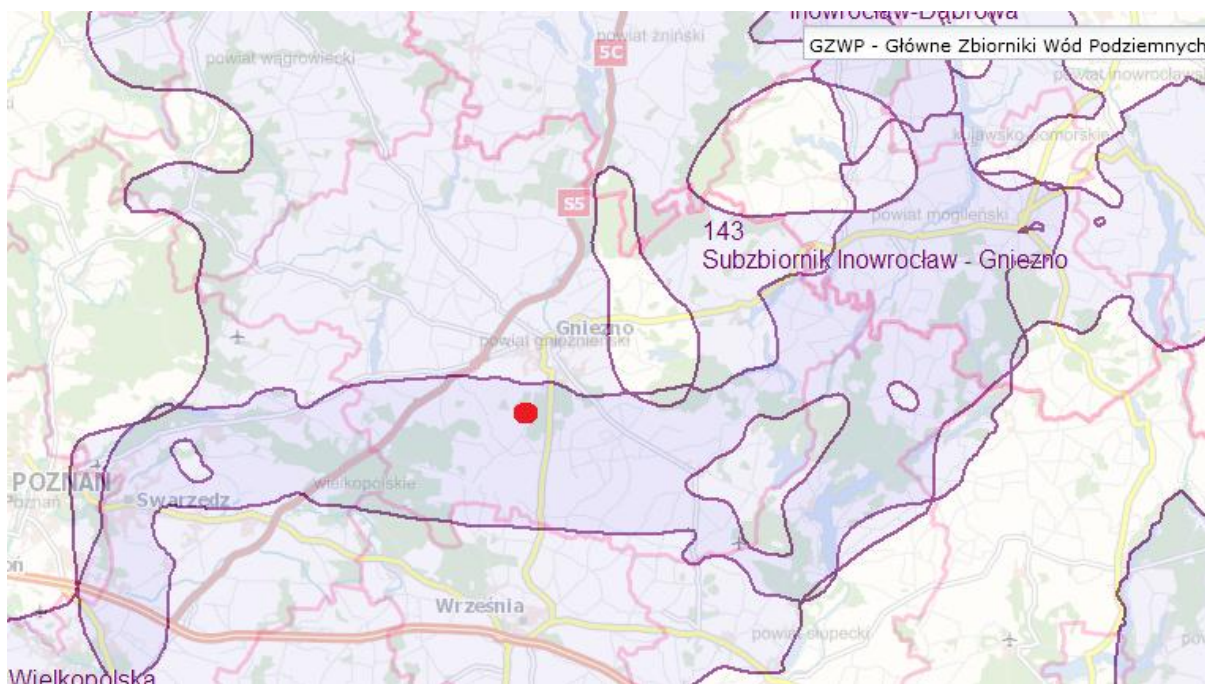 Inowrocław-Dąbrowa
GZWP - Główne Zbiorniki Wód Podziemnych
powiat żniński
5C
powiat wągrowiecki
powiat inowrocławs
kujawsko-pomorskie
S5
powiat mogileński
143
Subzbiornik Inowrocław - Gniezno
Gniezno
powiat gnieźnieński
POZNAŃ
Poznań
Swarzędz
wielkopolskie
Września
powiat słupecki
Wielkopolska